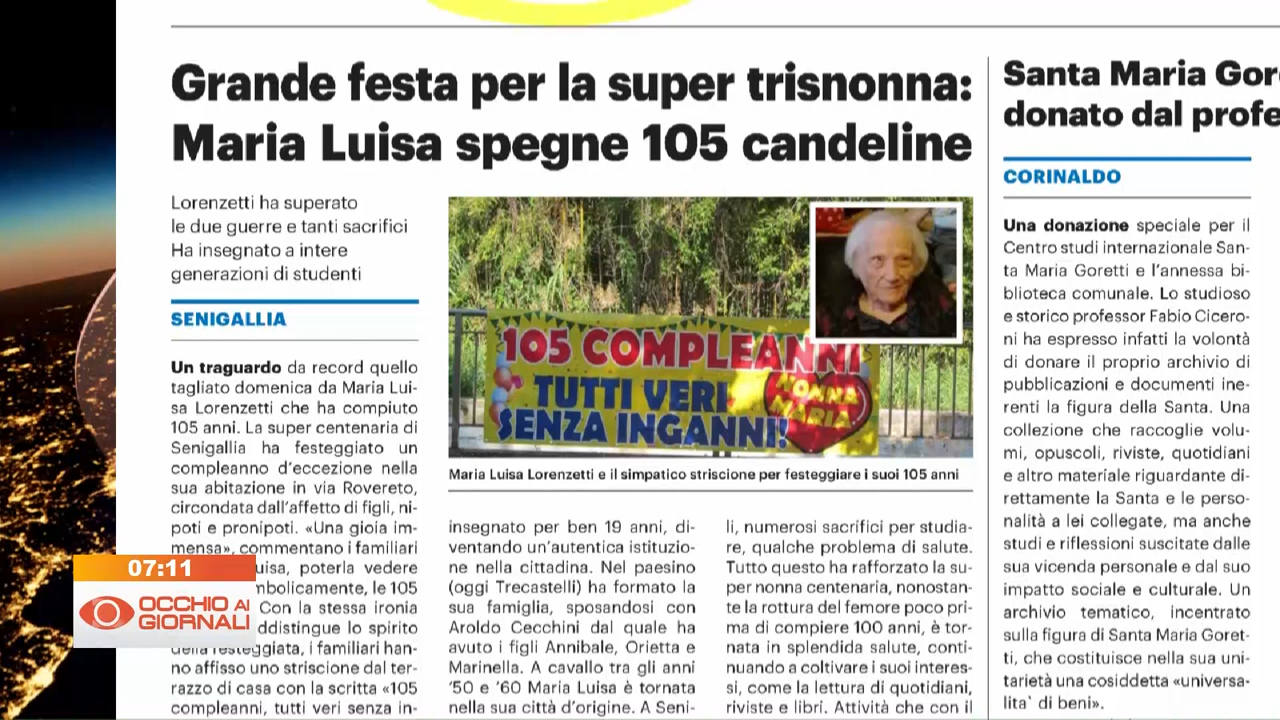 Grande festa per la super trisnonna:
Maria Luisa spegne 105 candeline
Lorenzetti ha superato
le due guerre e tanti sacrifici
Ha insegnato a intere
generazioni di studenti
SENIGALLIA
Un traguardo da record quello
tagliato domenica da Maria Lui-
sa Lorenzetti che ha compiuto
105 anni. La super centenaria di
Senigallia ha festeggiato un
compleanno d'eccezione nella
sua abitazione in via Rovereto,
circondata dall'affetto di figli, ni-
poti e pronipoti. «Una gioia im-
mensa», commentano i familiari
uisa, poterla vedere
mbolicamente, le 105
Con la stessa ironia
ddistingue lo spirito
della festeggiata, i familiari han-
no affisso uno striscione dal ter-
razzo di casa con la scritta «105
compleanni, tutti veri senza in-
105 COMPLEANNI
TUTTI VERI
SENZA INGANNI!
NONNA
MARIA
Maria Luisa Lorenzetti e il simpatico striscione per festeggiare i suoi 105 anni
insegnato per ben 19 anni, di-
ventando un'autentica istituzio-
ne nella cittadina. Nel paesino
(oggi Trecastelli) ha formato la
sua famiglia, sposandosi con
Aroldo Cecchini dal quale ha
avuto i figli Annibale, Orietta e
Marinella. A cavallo tra gli anni
'50 e '60 Maria Luisa è tornata
nella sua città d'origine. A Seni-
li, numerosi sacrifici per studia-
re, qualche problema di salute.
Tutto questo ha rafforzato la su-
per nonna centenaria, nonostan-
te la rottura del femore poco pri-
ma di compiere 100 anni, è tor-
nata in splendida salute, conti-
nuando a coltivare i suoi interes-
si, come la lettura di quotidiani,
riviste e libri. Attività che con il
Santa Maria Gor
donato dal profe
CORINALDO
Una donazione speciale per il
Centro studi internazionale San-
ta Maria Goretti e l'annessa bi-
blioteca comunale. Lo studioso
e storico professor Fabio Cicero-
ni ha espresso infatti la volontà
di donare il proprio archivio di
pubblicazioni e documenti ine-
renti la figura della Santa. Una
collezione che raccoglie volu-
mi, opuscoli, riviste, quotidiani
e altro materiale riguardante di-
rettamente la Santa e le perso-
nalità a lei collegate, ma anche
studi e riflessioni suscitate dalle
sua vicenda personale e dal suo
impatto sociale e culturale. Un
archivio tematico, incentrato
sulla figura di Santa Maria Goret-
ti, che costituisce nella sua uni-
tarietà una cosiddetta «universa-
lita` di beni».
07:11
OCCHIO AI
GIORNALI